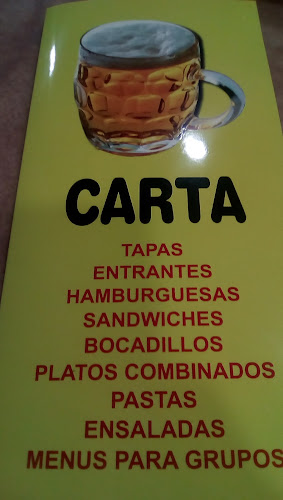 CARTA
TAPAS
ENTRANTES
HAMBURGUESAS
SANDWICHES
BOCADILLOS
PLATOS COMBINADOS
PASTAS
ENSALADAS
MENUS PARA GRUPOS